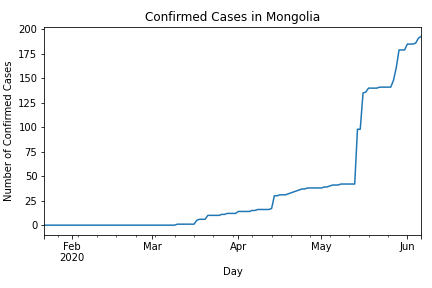 Confirmed Cases in Mongolia
Number of Confirmed Cases
200
175
150
125
100
75
50
25
0
Feb Mar Apr May Jun
2020
Day